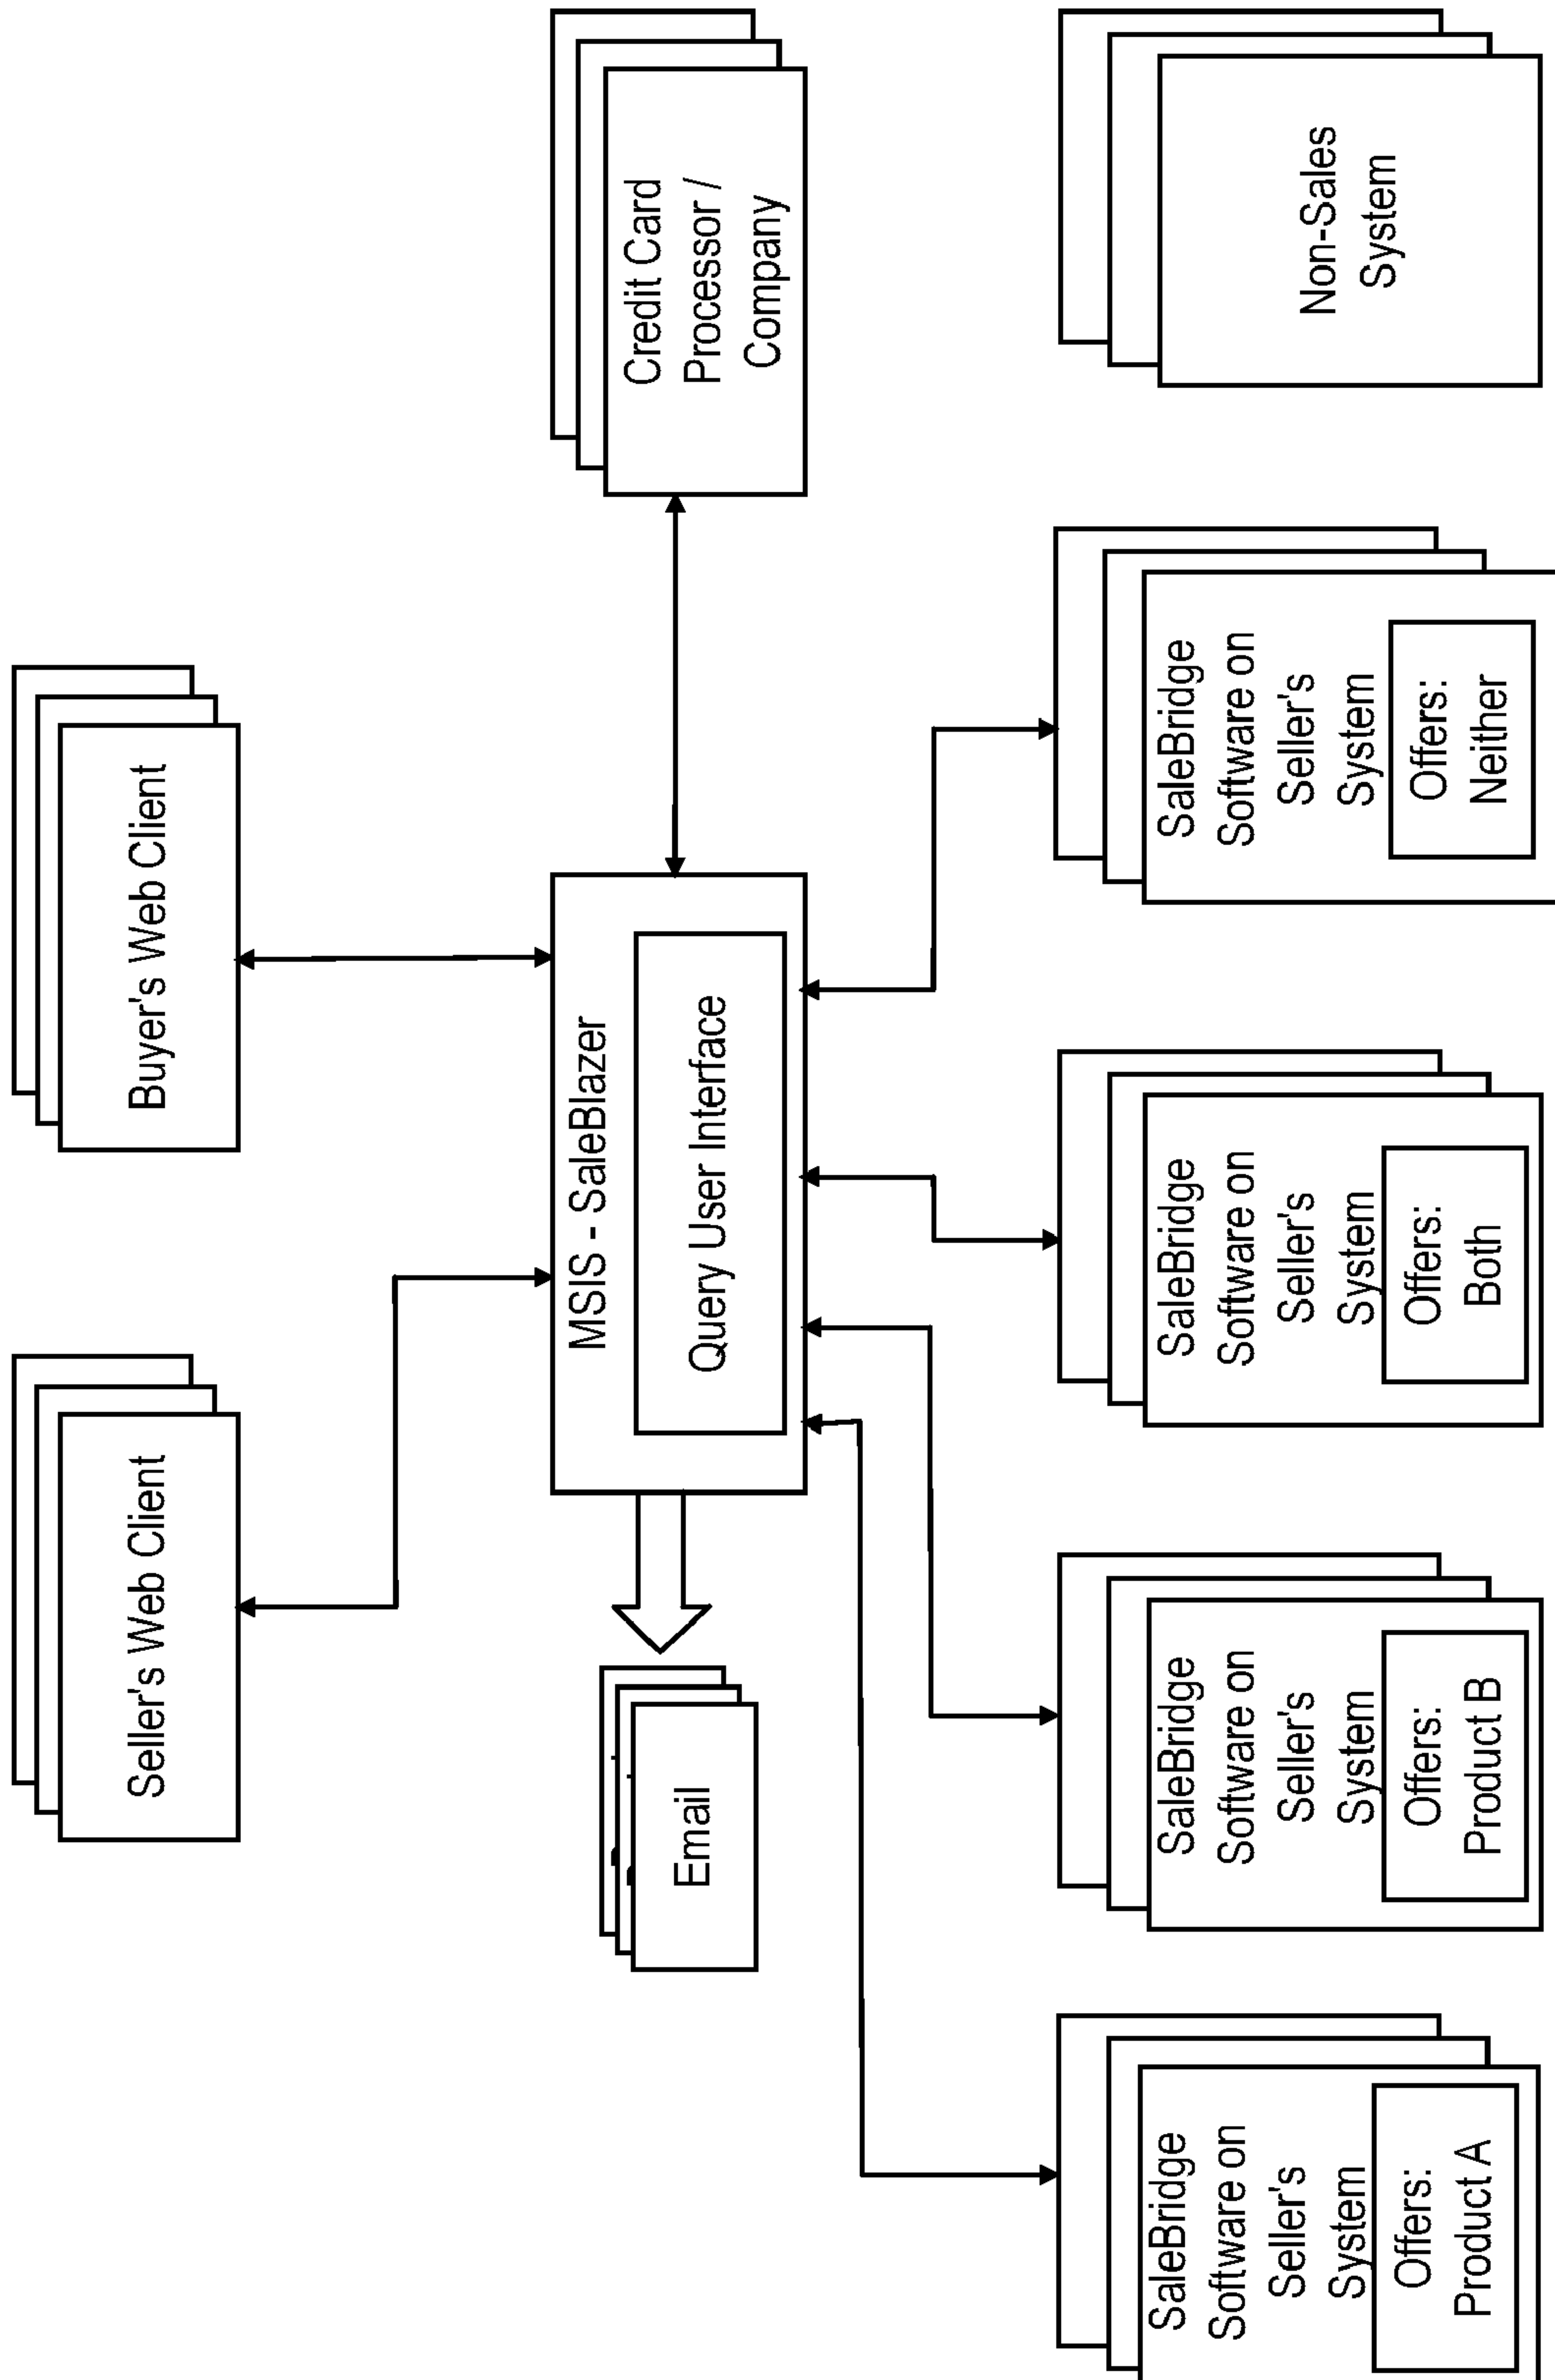 Seller's Web Client
Buyer's Web Client
Email
MSIS - SaleBlazer
Query User Interface
Credit Card
Processor /
Company
SaleBridge
Software on
Seller's
System
Offers:
Product A
SaleBridge
Software on
Seller's
System
Offers:
Product B
SaleBridge
Software on
Seller's
System
Offers:
Both
SaleBridge
Software on
Seller's
System
Offers:
Neither
Non-Sales
System